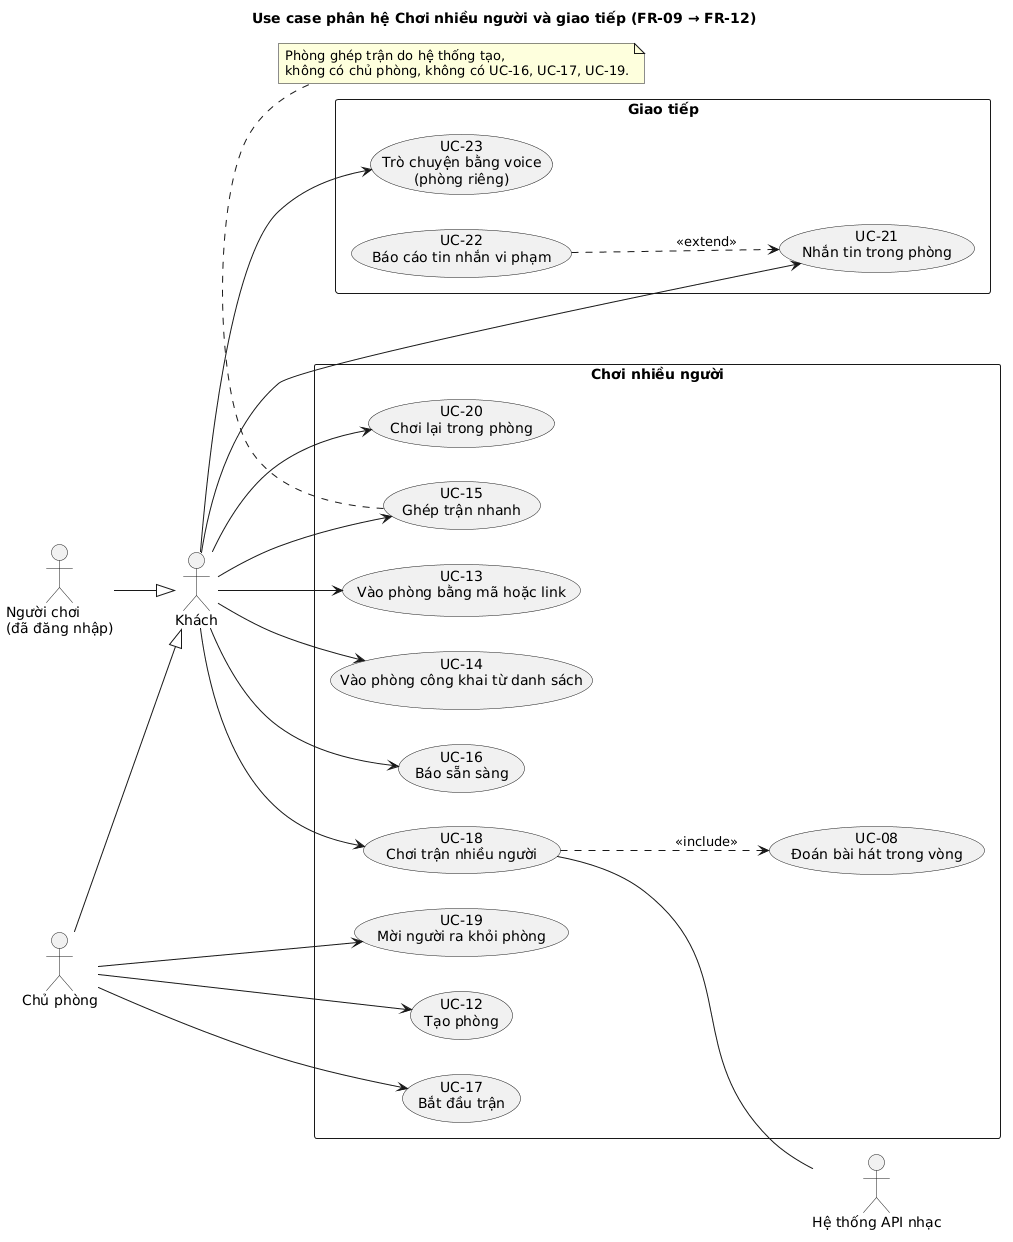 Use case phân hệ Chơi nhiều người và giao tiếp (FR-09 → FR-12)
Phòng ghép trận do hệ thống tạo,
không có chủ phòng, không có UC-16, UC-17, UC-19.
Giao tiếp
UC-23
Trò chuyện bằng voice
(phòng riêng)
UC-22
Báo cáo tin nhắn vi phạm
«extend»
UC-21
Nhắn tin trong phòng
Chơi nhiều người
UC-20
Chơi lại trong phòng
UC-15
Ghép trận nhanh
UC-13
Vào phòng bằng mã hoặc link
UC-14
Vào phòng công khai từ danh sách
UC-16
Báo sẵn sàng
UC-18
Chơi trận nhiều người
«include»
UC-08
Đoán bài hát trong vòng
UC-19
Mời người ra khỏi phòng
UC-12
Tạo phòng
UC-17
Bắt đầu trận
Người chơi
(đã đăng nhập)
Khách
Chủ phòng
Hệ thống API nhạc